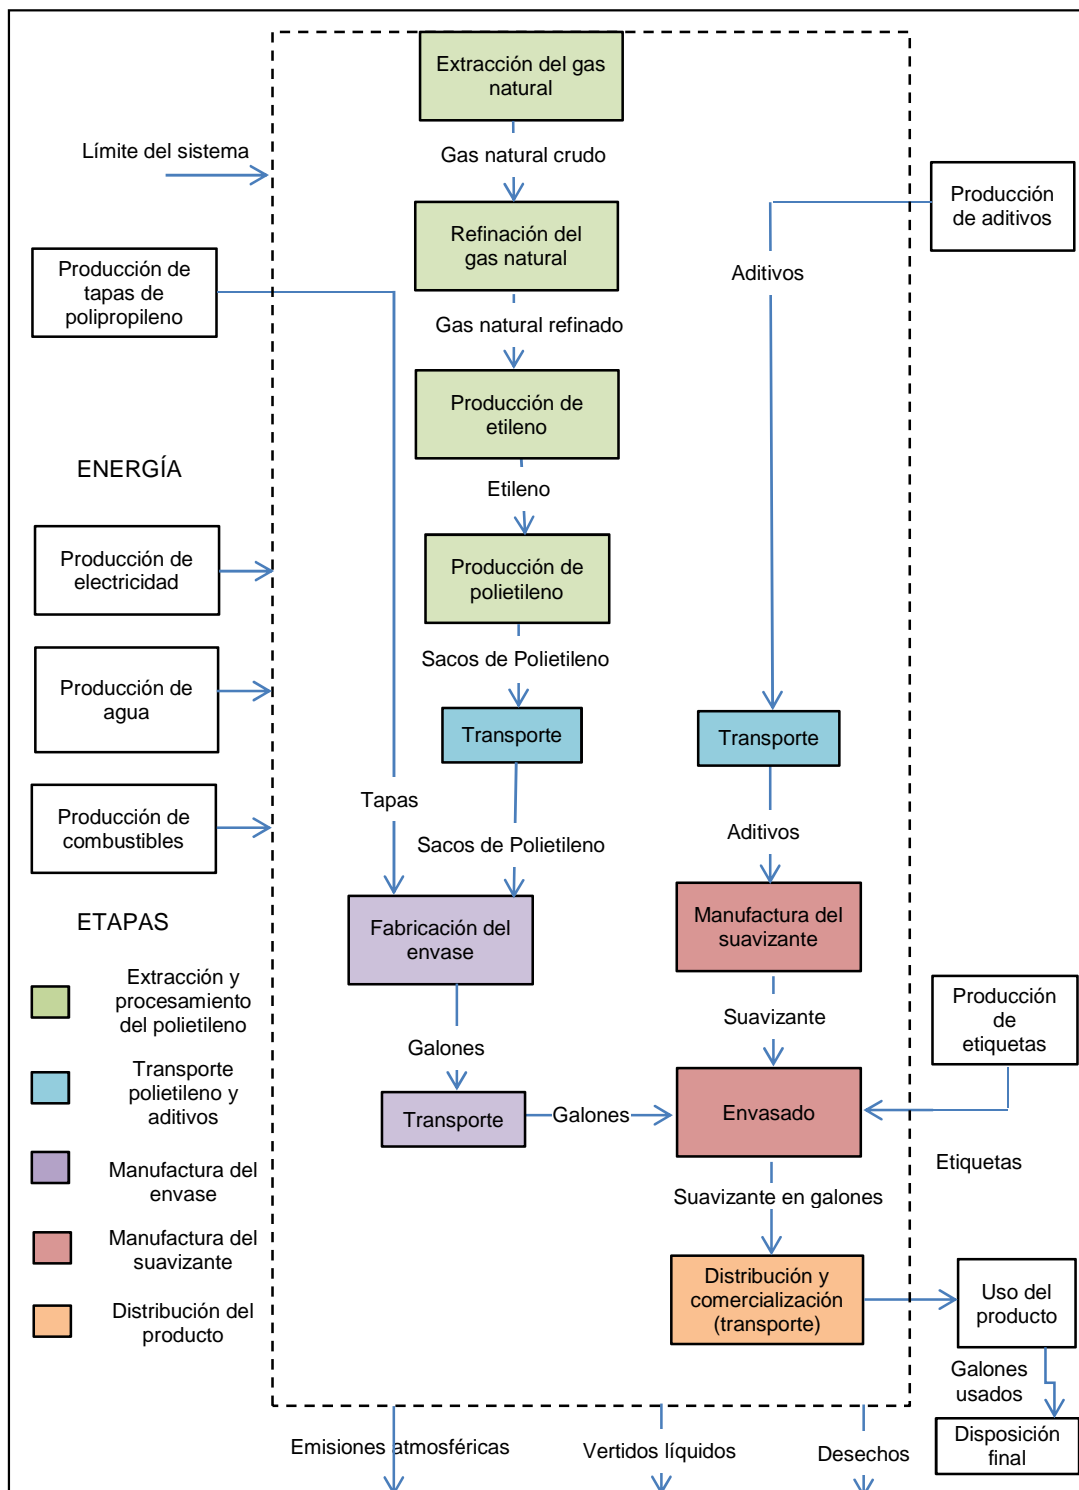 Extracción del gas
natural
Límite del sistema
Gas natural crudo
Producción
de aditivos
Refinación del
gas natural
Producción de
tapas de
polipropileno
Aditivos
Gas natural refinado
Producción de
etileno
ENERGÍA
Etileno
Producción de
electricidad
Producción de
polietileno
Sacos de Polietileno
Producción de
agua
Transporte
Transporte
Producción de
combustibles
Tapas
Sacos de Polietileno
Aditivos
ETAPAS
Fabricación del
envase
Manufactura del
suavizante
Extracción y
procesamiento
del polietileno
Suavizante
Producción
de
etiquetas
Galones
Transporte
polietileno y
aditivos
Transporte
Galones
Envasado
Etiquetas
Manufactura del
envase
Suavizante en galones
Manufactura del
suavizante
Distribución y
comercialización
(transporte)
Uso del
producto
Distribución del
producto
Galones
usados
Emisiones atmosféricas
Vertidos líquidos
Desechos
Disposición
final